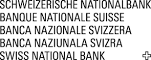 SCHWEIZERISCHE NATIONALBANK
BANQUE NATIONALE SUISSE
BANCA NAZIONALE SVIZZERA
BANCA NAZIUNALA SVIZRA
SWISS NATIONAL BANK